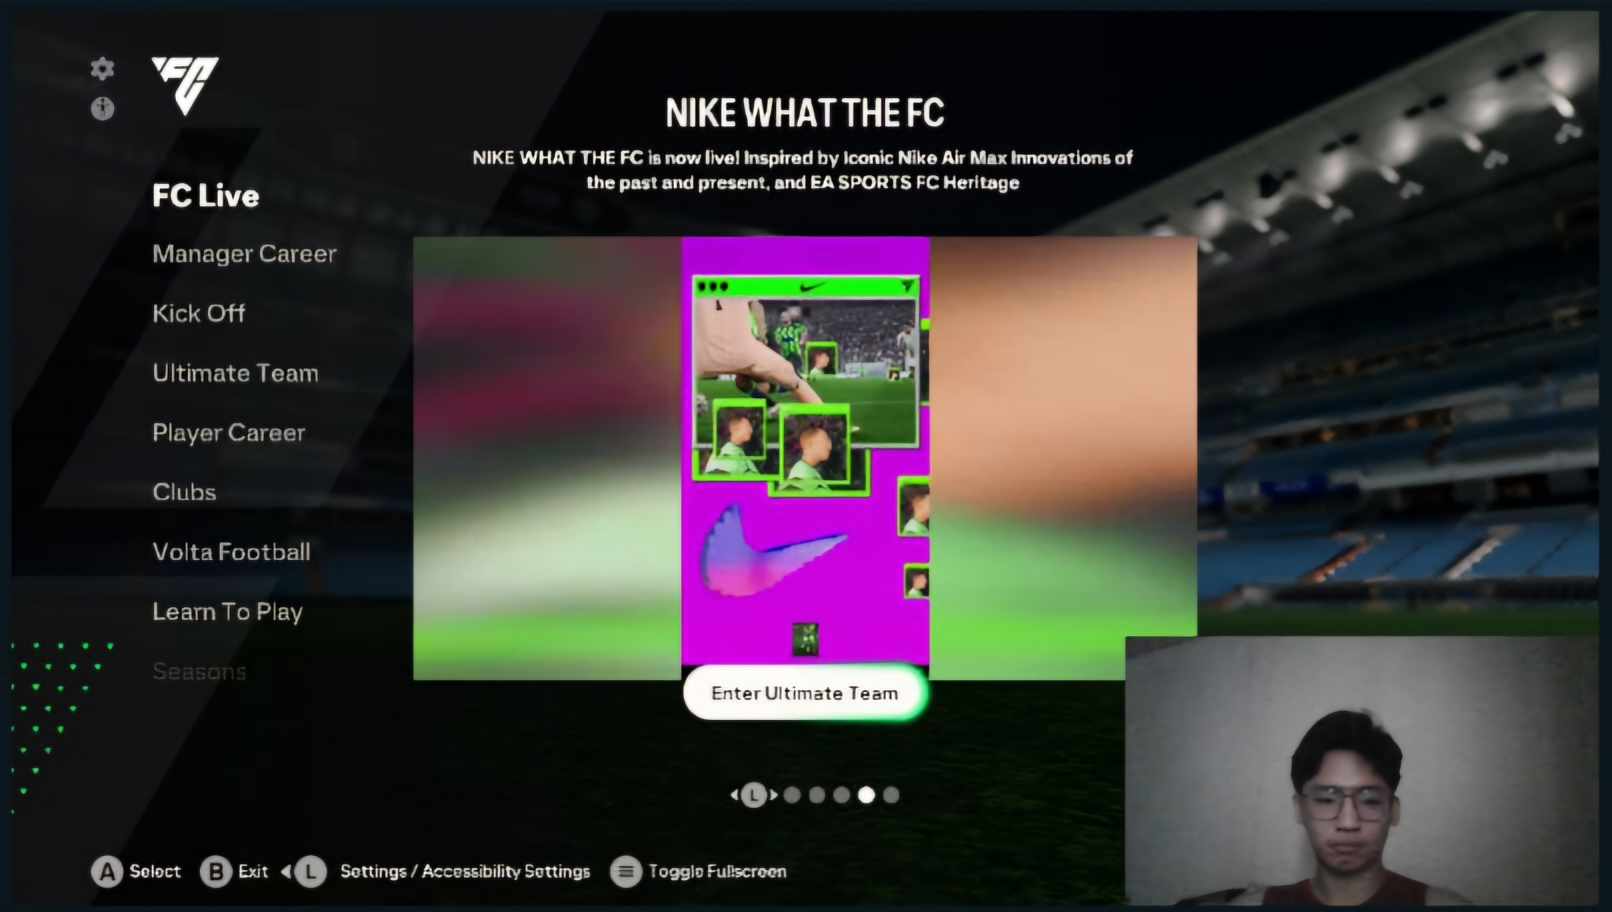 FC
NIKE WHAT THE FC
NIKE WHAT THE FC is now live! Inspired by Iconic Nike Air Max Innovations of
the past and present, and EA SPORTS FC Heritage
FC Live
Manager Career
Kick Off
Ultimate Team
Player Career
Clubs
Volta Football
Learn To Play
Seasons
Enter Ultimate Team
L
A Select B Exit L Settings / Accessibility Settings Toggle Fullscreen